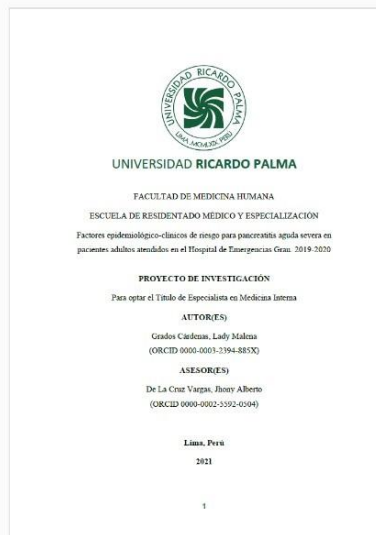 UNIVERSIDAD RICARDO PALMA
LIMA, MCMLXIX, PERÚ
UNIVERSIDAD RICARDO PALMA
FACULTAD DE MEDICINA HUMANA
ESCUELA DE RESIDENTADO MÉDICO Y ESPECIALIZACIÓN
Factores epidemiológico-clínicos de riesgo para pancreatitis aguda severa en
pacientes adultos atendidos en el Hospital de Emergencias Grau. 2019-2020
PROYECTO DE INVESTIGACIÓN
Para optar el Título de Especialista en Medicina Interna
AUTOR(ES)
Grados Cárdenas, Lady Malena
(ORCID 0000-0003-2394-885X)
ASESOR(ES)
De La Cruz Vargas, Jhony Alberto
(ORCID 0000-0002-5592-0504)
Lima, Perú
2021
1